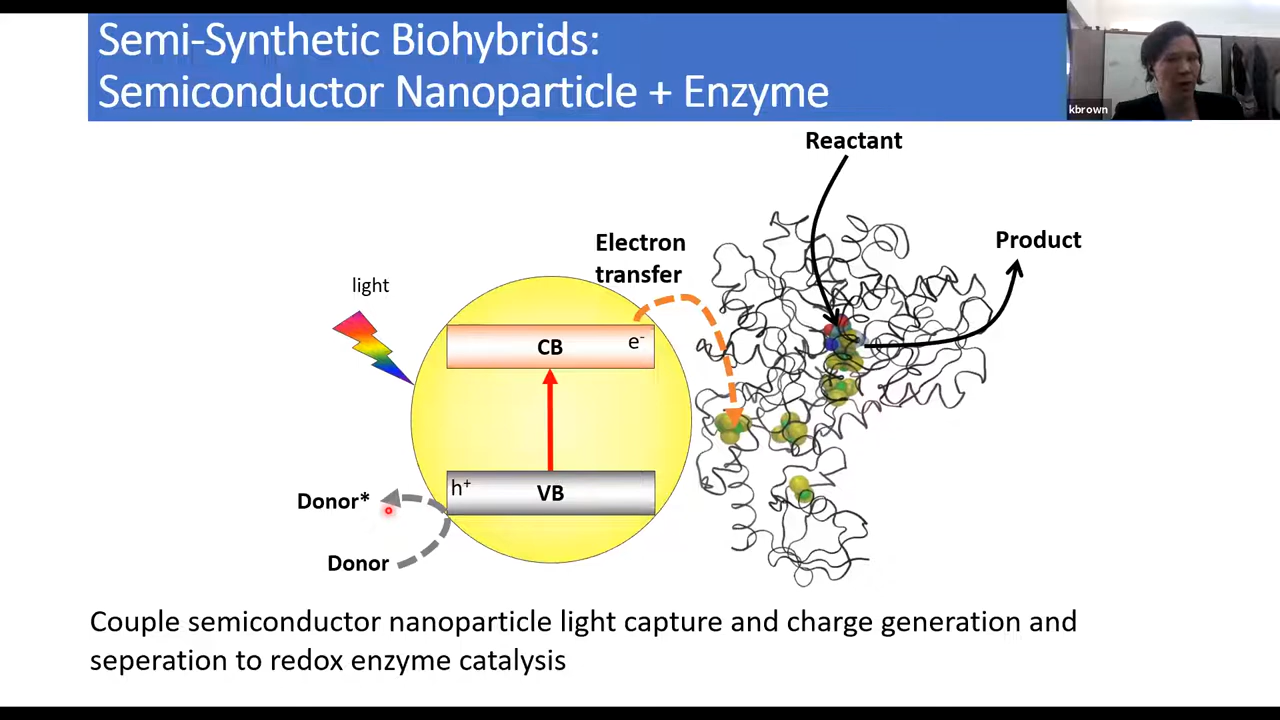 Semi-Synthetic Biohybrids:
Semiconductor Nanoparticle + Enzyme
kbrown
Reactant
Product
Electron
transfer
light
CB
e-
h+
VB
Donor*
Donor
Couple semiconductor nanoparticle light capture and charge generation and
seperation to redox enzyme catalysis